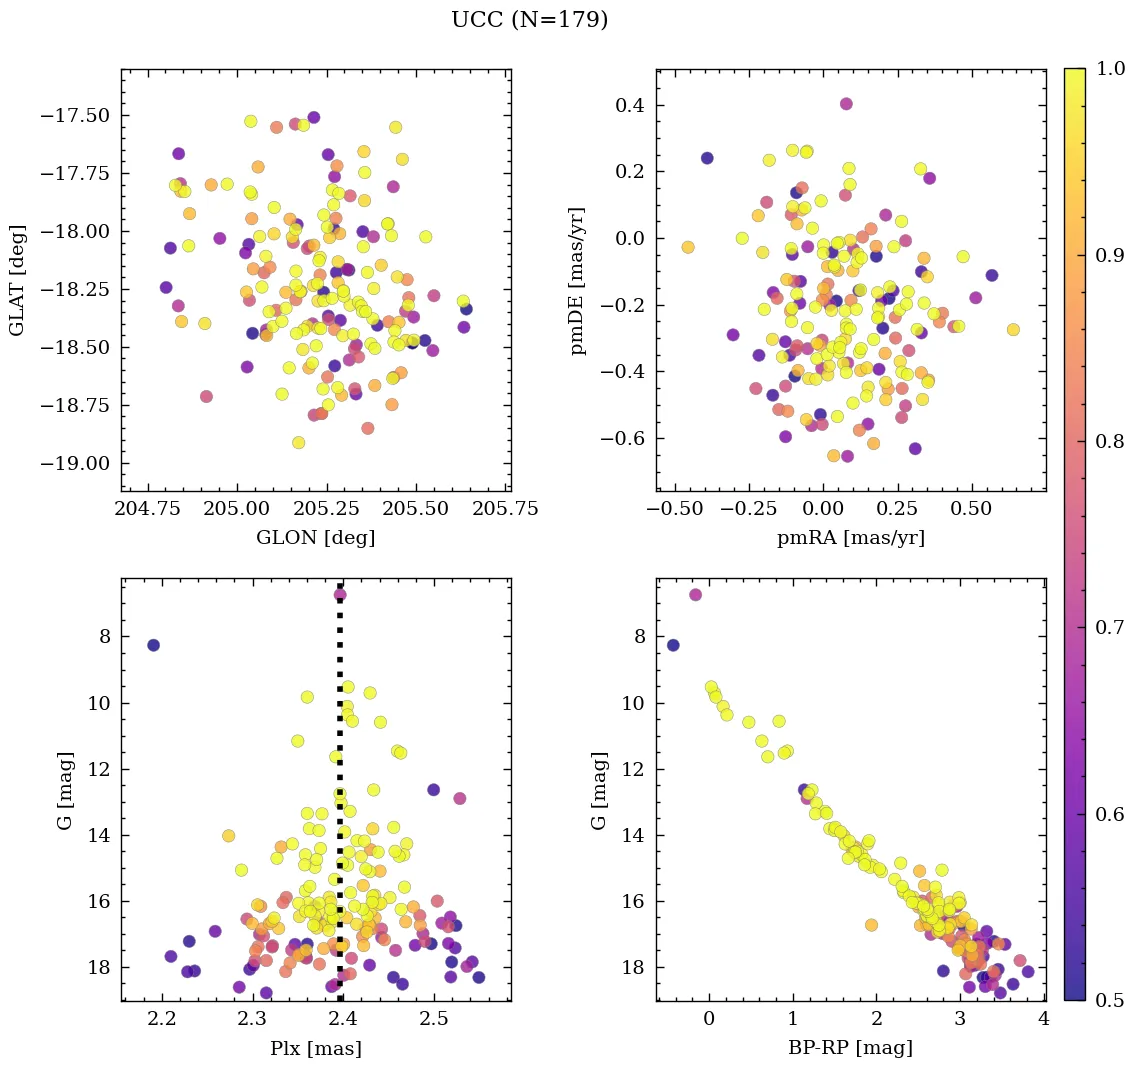 UCC (N=179)
−17.50
−17.75
−18.00
−18.25
−18.50
−18.75
−19.00
GLAT [deg]
204.75 205.00 205.25 205.50 205.75
GLON [deg]
0.4
0.2
0.0
−0.2
−0.4
−0.6
pmDE [mas/yr]
−0.50 −0.25 0.00 0.25 0.50
pmRA [mas/yr]
8
10
12
14
16
18
G [mag]
2.2 2.3 2.4 2.5
Plx [mas]
8
10
12
14
16
18
G [mag]
0 1 2 3 4
BP-RP [mag]
1.0
0.9
0.8
0.7
0.6
0.5